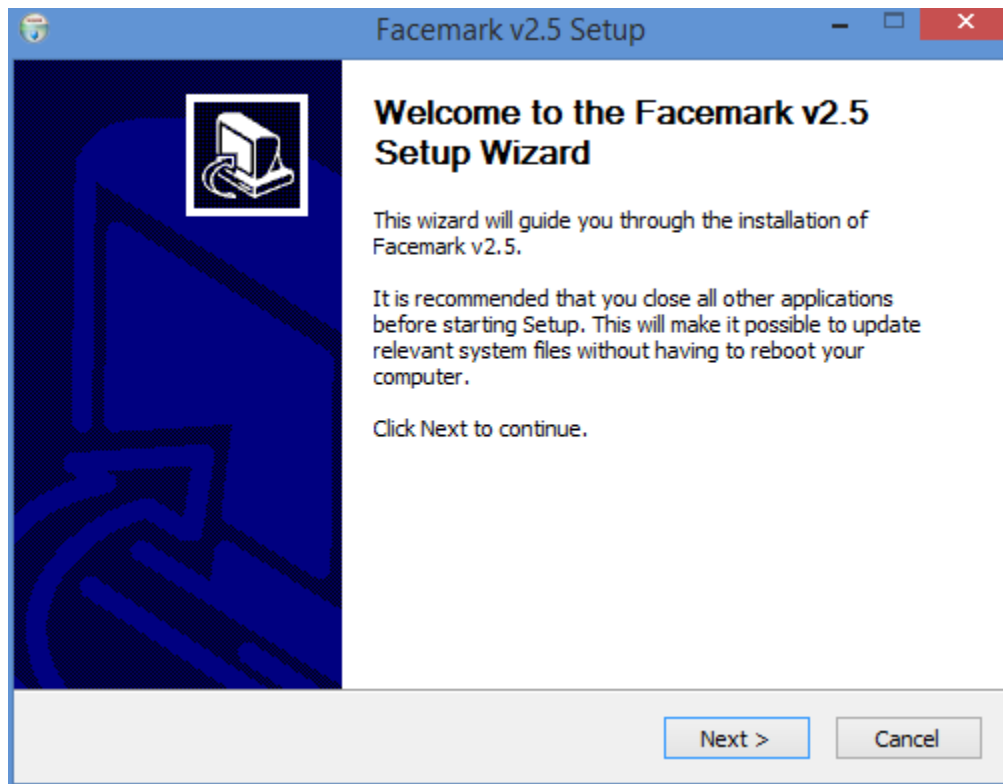 Facemark v2.5 Setup
Welcome to the Facemark v2.5
Setup Wizard
This wizard will guide you through the installation of
Facemark v2.5.
It is recommended that you close all other applications
before starting Setup. This will make it possible to update
relevant system files without having to reboot your
computer.
Click Next to continue.
Next >
Cancel